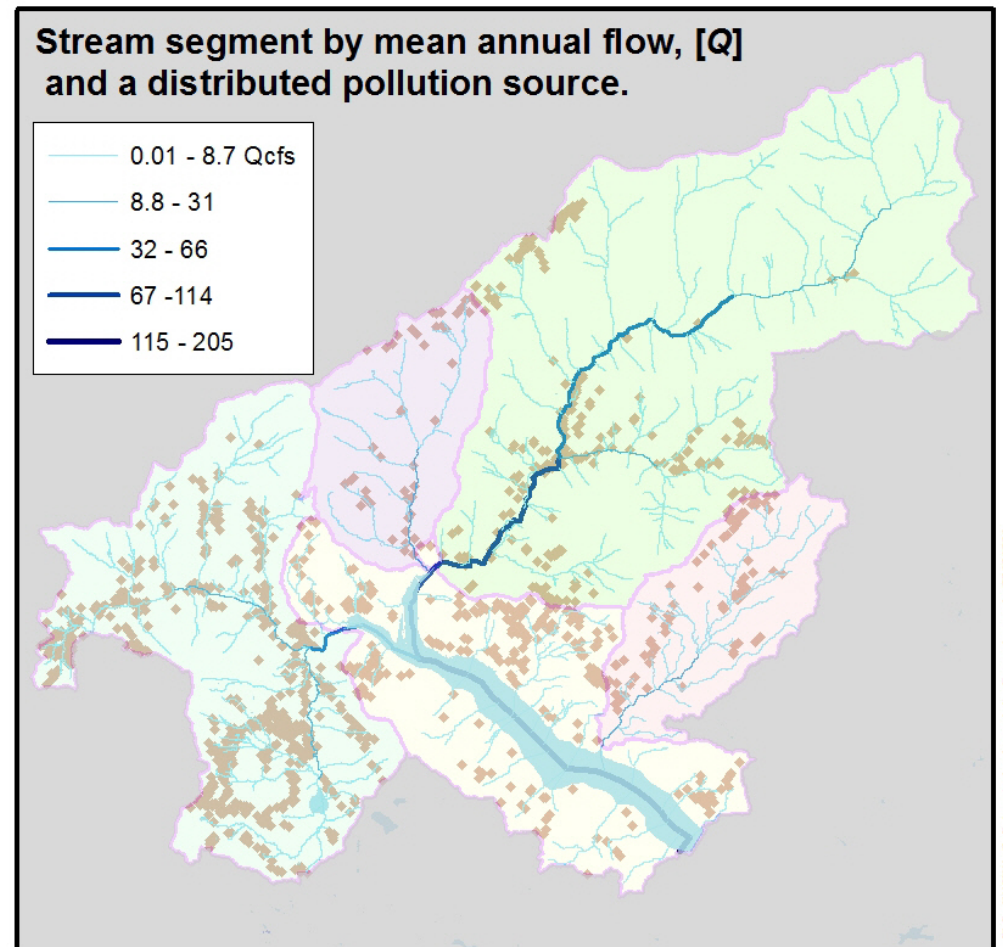 Stream segment by mean annual flow, [Q]
and a distributed pollution source.
0.01 - 8.7 Qcfs
8.8 - 31
32 - 66
67 -114
115 - 205